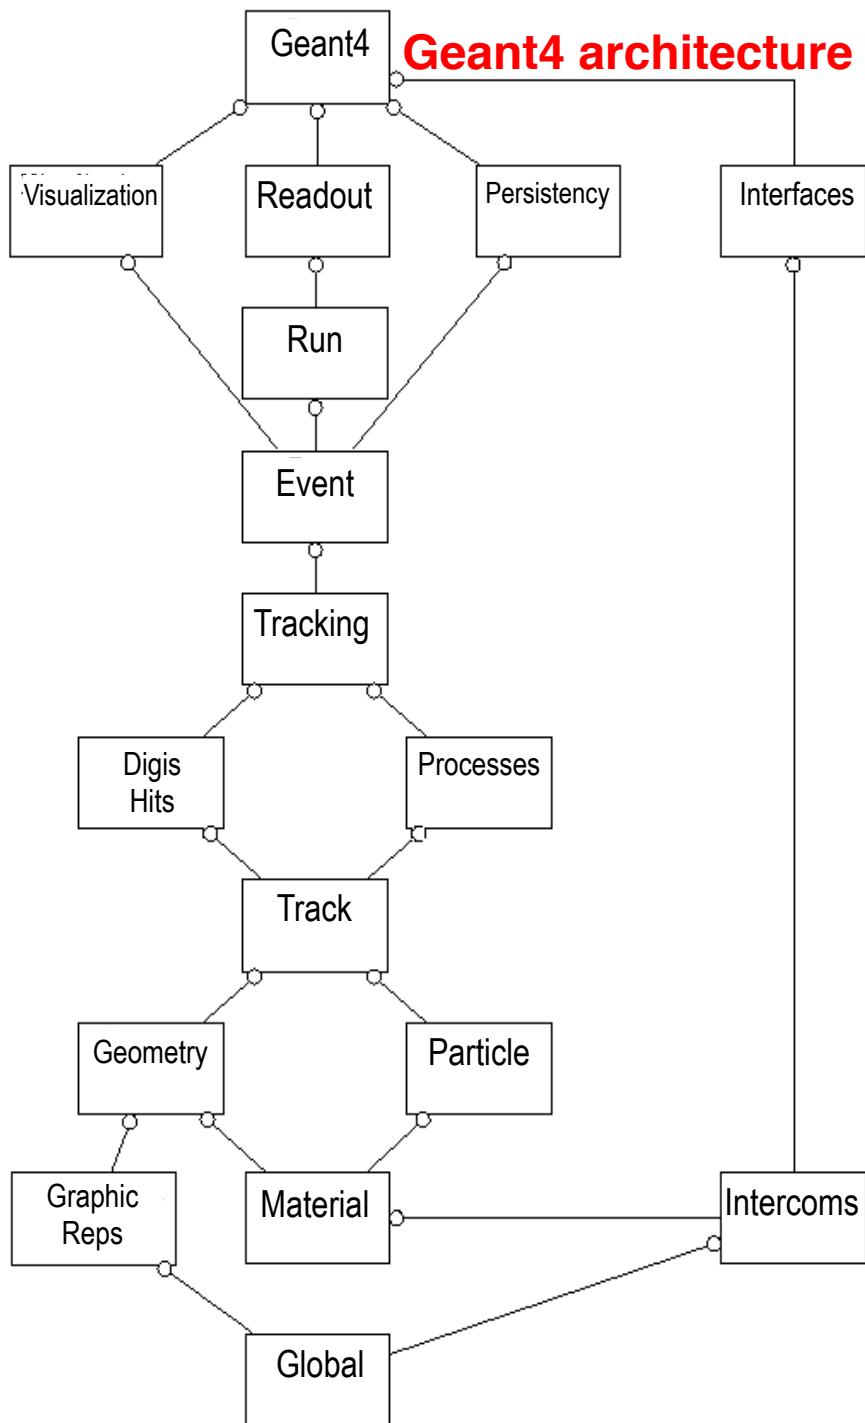 Geant4
Geant4 architecture
Visualization
Readout
Persistency
Interfaces
Run
Event
Tracking
Digis
Hits
Processes
Track
Geometry
Particle
Graphic
Reps
Material
Intercoms
Global